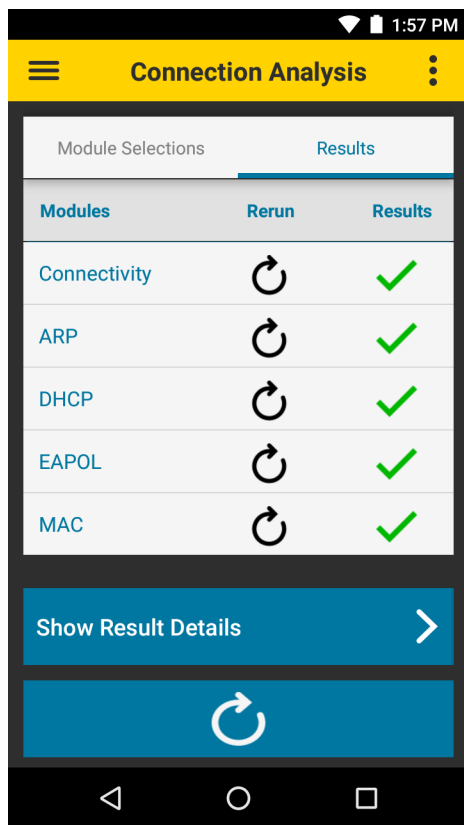 1:57 PM
Connection Analysis
Module Selections Results
Modules Rerun Results
Connectivity
ARP
DHCP
EAPOL
MAC
Show Result Details